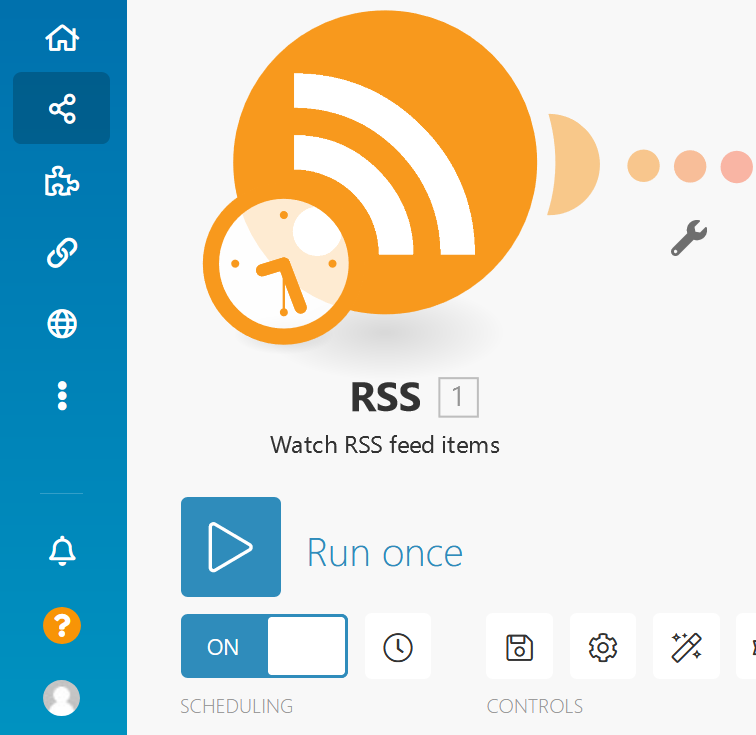 RSS 1
Watch RSS feed items
?
Run once
ON
SCHEDULING
CONTROLS